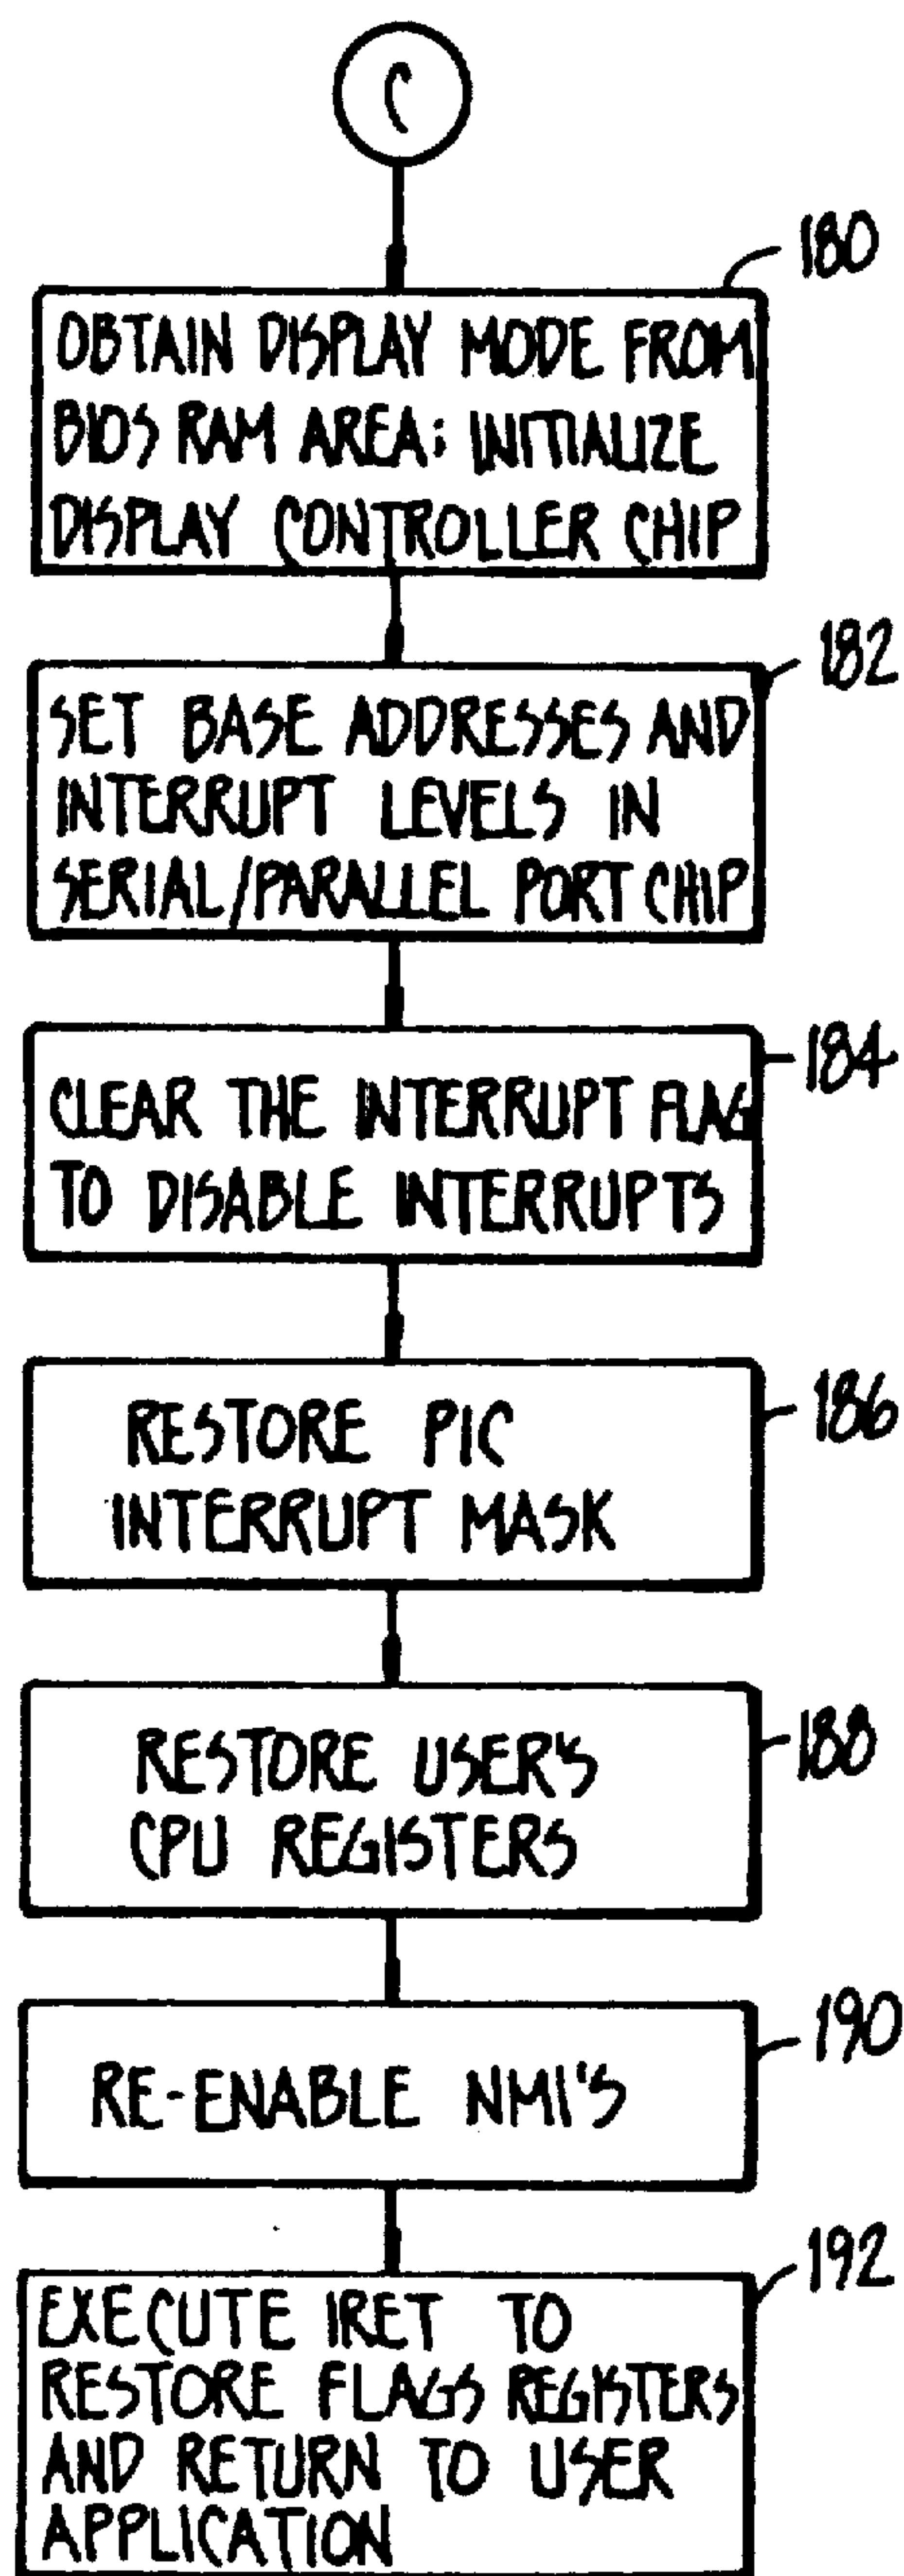 C
180
OBTAIN DISPLAY MODE FROM
BIOS RAM AREA; INITIALIZE
DISPLAY CONTROLLER CHIP
182
SET BASE ADDRESSES AND
INTERRUPT LEVELS IN
SERIAL/PARALLEL PORT CHIP
184
CLEAR THE INTERRUPT FLAG
TO DISABLE INTERRUPTS
186
RESTORE PIC
INTERRUPT MASK
188
RESTORE USER'S
CPU REGISTERS
190
RE-ENABLE NMI'S
192
EXECUTE IRET TO
RESTORE FLAGS REGISTERS
AND RETURN TO USER
APPLICATION